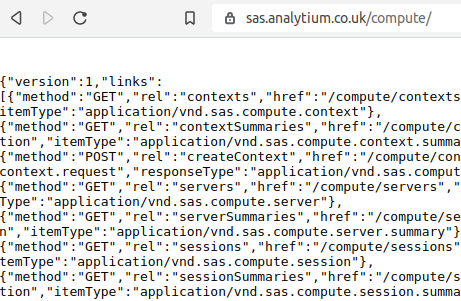 sas.analytium.co.uk/compute/
{"version":1,"links":
[{"method":"GET","rel":"contexts","href":"/compute/contexts
itemType":"application/vnd.sas.compute.context"},
{"method":"GET","rel":"contextSummaries","href":"/compute/c
tion","itemType":"application/vnd.sas.compute.context.summa
{"method":"POST","rel":"createContext","href":"/compute/con
context.request","responseType":"application/vnd.sas.comput
{"method":"GET","rel":"servers","href":"/compute/servers","
Type":"application/vnd.sas.compute.server"},
{"method":"GET","rel":"serverSummaries","href":"/compute/se
n","itemType":"application/vnd.sas.compute.server.summary"}
{"method":"GET","rel":"sessions","href":"/compute/sessions"
temType":"application/vnd.sas.compute.session"},
{"method":"GET","rel":"sessionSummaries","href":"/compute/s
tion","itemType":"application/vnd.sas.compute.session.summa